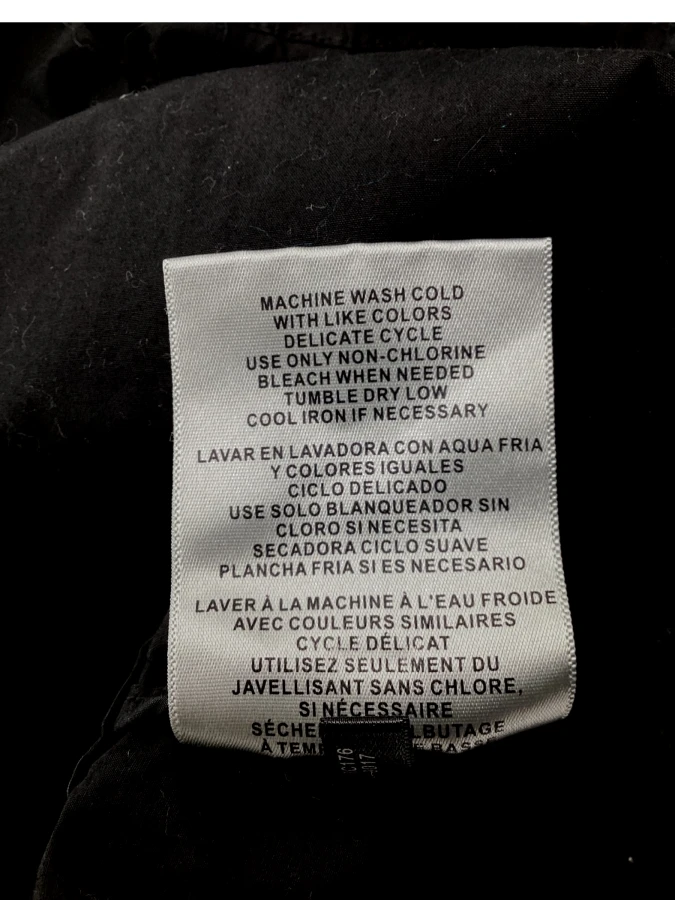 MACHINE WASH COLD
WITH LIKE COLORS
DELICATE CYCLE
USE ONLY NON-CHLORINE
BLEACH WHEN NEEDED
TUMBLE DRY LOW
COOL IRON IF NECESSARY
LAVAR EN LAVADORA CON AQUA FRIA
Y COLORES IGUALES
CICLO DELICADO
USE SOLO BLANQUEADOR SIN
CLORO SI NECESITA
SECADORA CICLO SUAVE
PLANCHA FRIA SI ES NECESARIO
LAVER À LA MACHINE À L'EAU FROIDE
AVEC COULEURS SIMILAIRES
CYCLE DÉLICAT
UTILISEZ SEULEMENT DU
JAVELLISANT SANS CHLORE,
SI NÉCESSAIRE
À